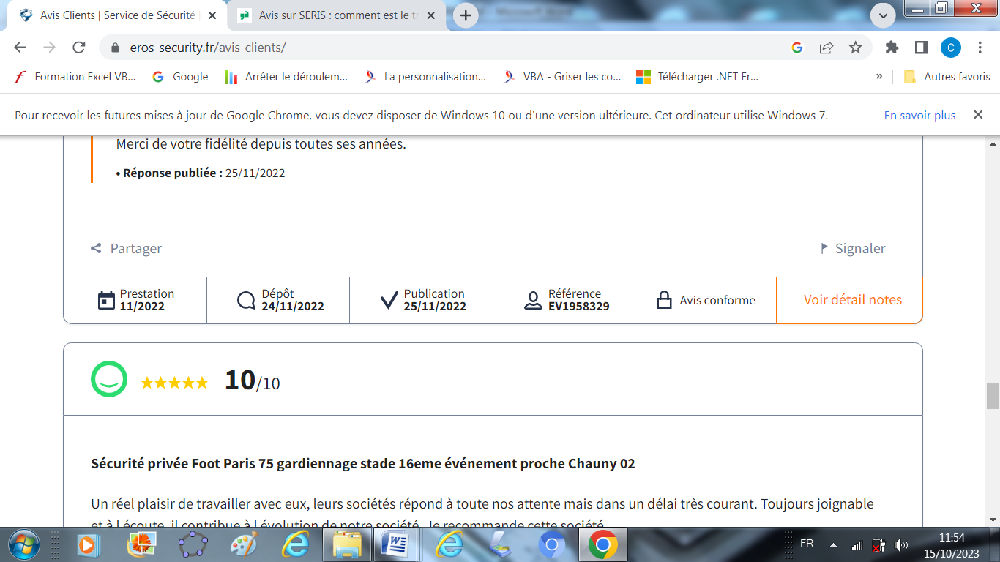 Avis Clients | Service de Sécurité
Avis sur SERIS : comment est le tr
eros-security.fr/avis-clients/
C
Formation Excel VB...
Google
Arrêter le déroulem...
La personnalisation...
VBA - Griser les co...
Télécharger .NET Fr...
»
Autres favoris
Pour recevoir les futures mises à jour de Google Chrome, vous devez disposer de Windows 10 ou d'une version ultérieure. Cet ordinateur utilise Windows 7.
En savoir plus
Merci de votre fidélité depuis toutes ses années.
• Réponse publiée : 25/11/2022
Partager
Signaler
Prestation
11/2022
Dépôt
24/11/2022
Publication
25/11/2022
Référence
EV1958329
Avis conforme
Voir détail notes
10/10
Sécurité privée Foot Paris 75 gardiennage stade 16eme événement proche Chauny 02
Un réel plaisir de travailler avec eux, leurs sociétés répond à toute nos attente mais dans un délai très courant. Toujours joignable
et à l écoute, il contribue à l évolution de notre société. Je recommande cette société
FR
11:54
15/10/2023